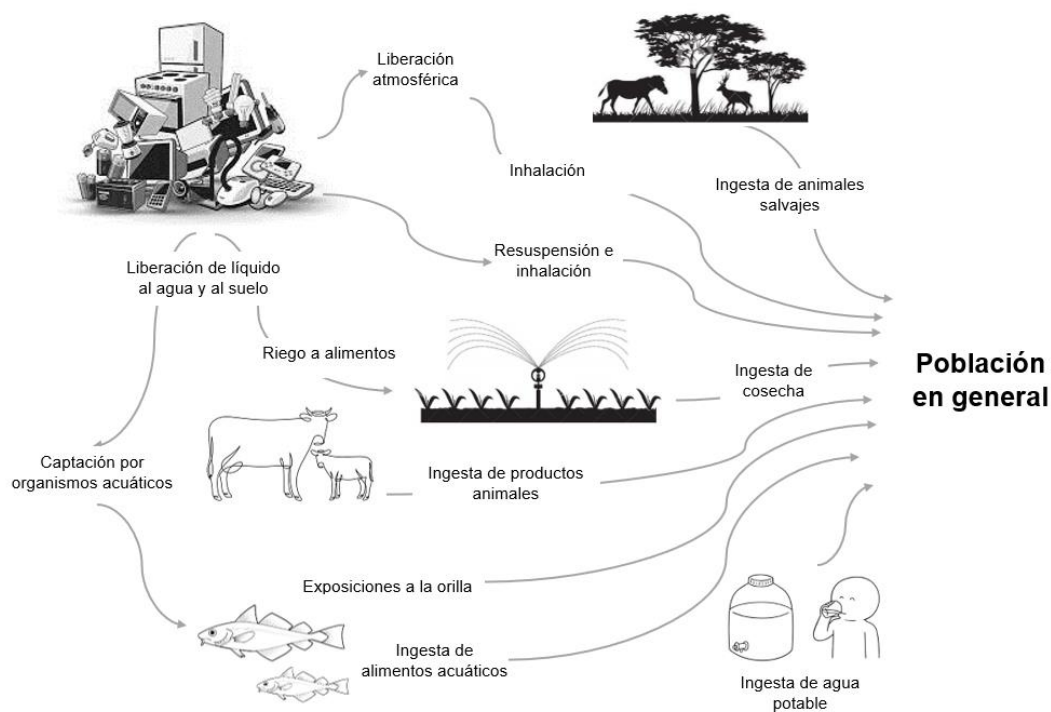 Liberación
atmosférica
Inhalación
Ingesta de animales
salvajes
Resuspensión e
inhalación
Liberación de líquido
al agua y al suelo
Riego a alimentos
Ingesta de
cosecha
Población
en general
Captación por
organismos acuáticos
Ingesta de productos
animales
Exposiciones a la orilla
Ingesta de
alimentos acuáticos
Ingesta de agua
potable